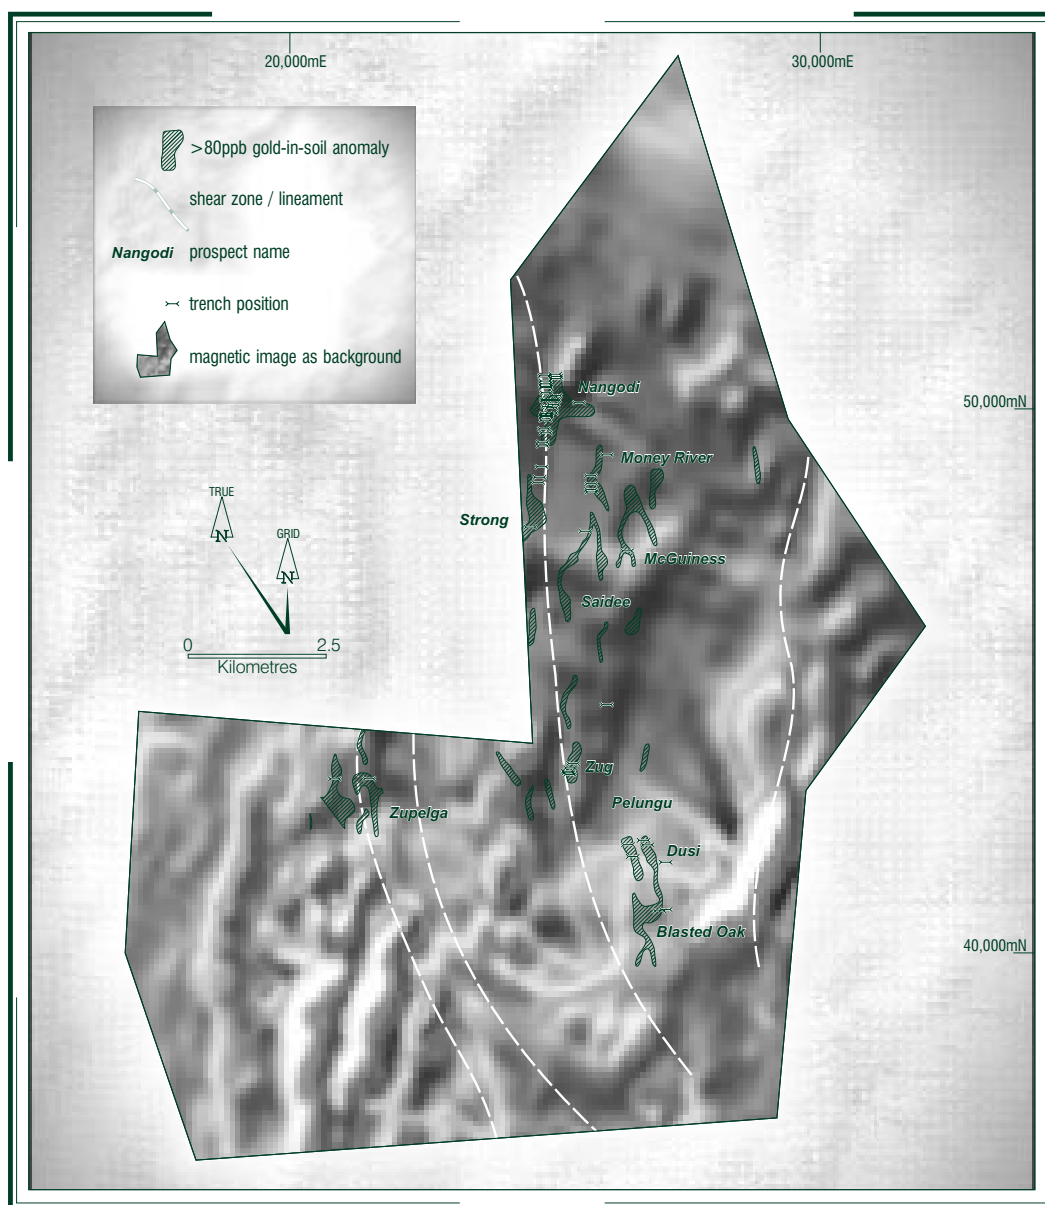 20,000mE
30,000mE
>80ppb gold-in-soil anomaly
shear zone / lineament
Nangodi prospect name
trench position
magnetic image as background
Nangodi
50,000mN
Money River
TRUE
N
Strong
GRID
N
McGuiness
Saidee
0 2.5
Kilometres
Zug
Pelungu
Zupelga
Dusi
Blasted Oak
40,000mN